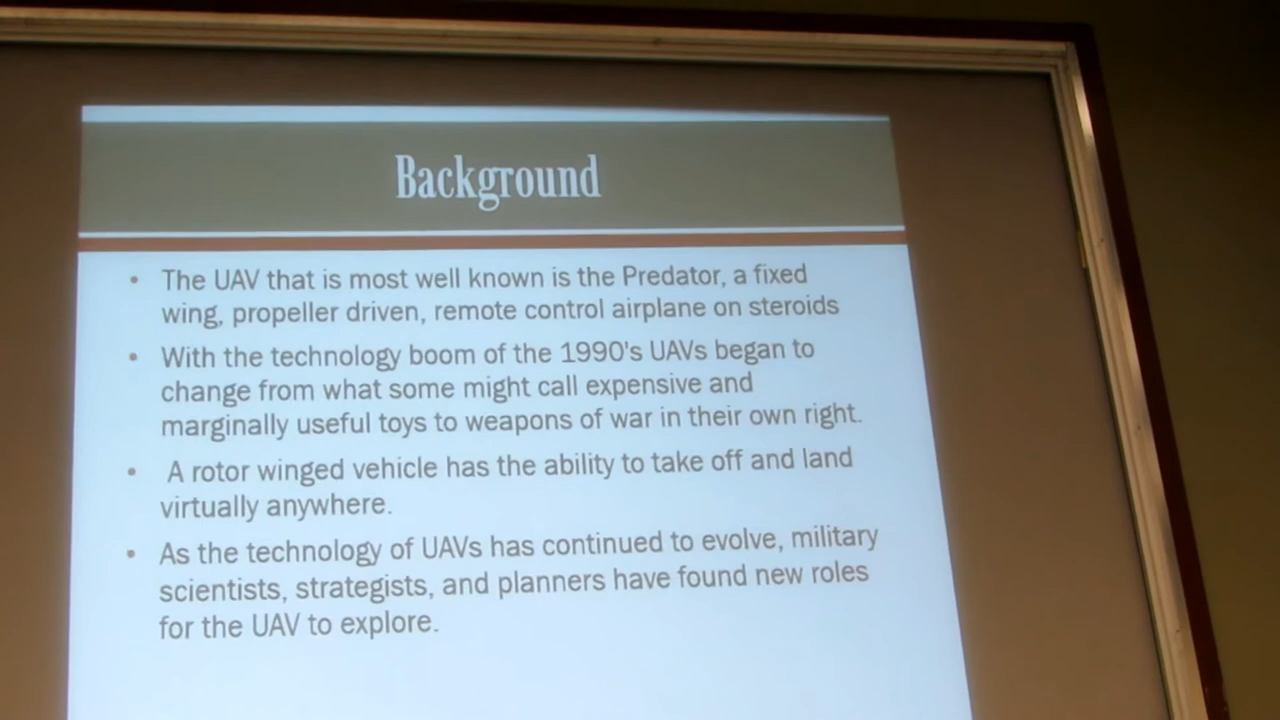 Background
• The UAV that is most well known is the Predator, a fixed
wing, propeller driven, remote control airplane on steroids
• With the technology boom of the 1990's UAVs began to
change from what some might call expensive and
marginally useful toys to weapons of war in their own right.
• A rotor winged vehicle has the ability to take off and land
virtually anywhere.
• As the technology of UAVs has continued to evolve, military
scientists, strategists, and planners have found new roles
for the UAV to explore.